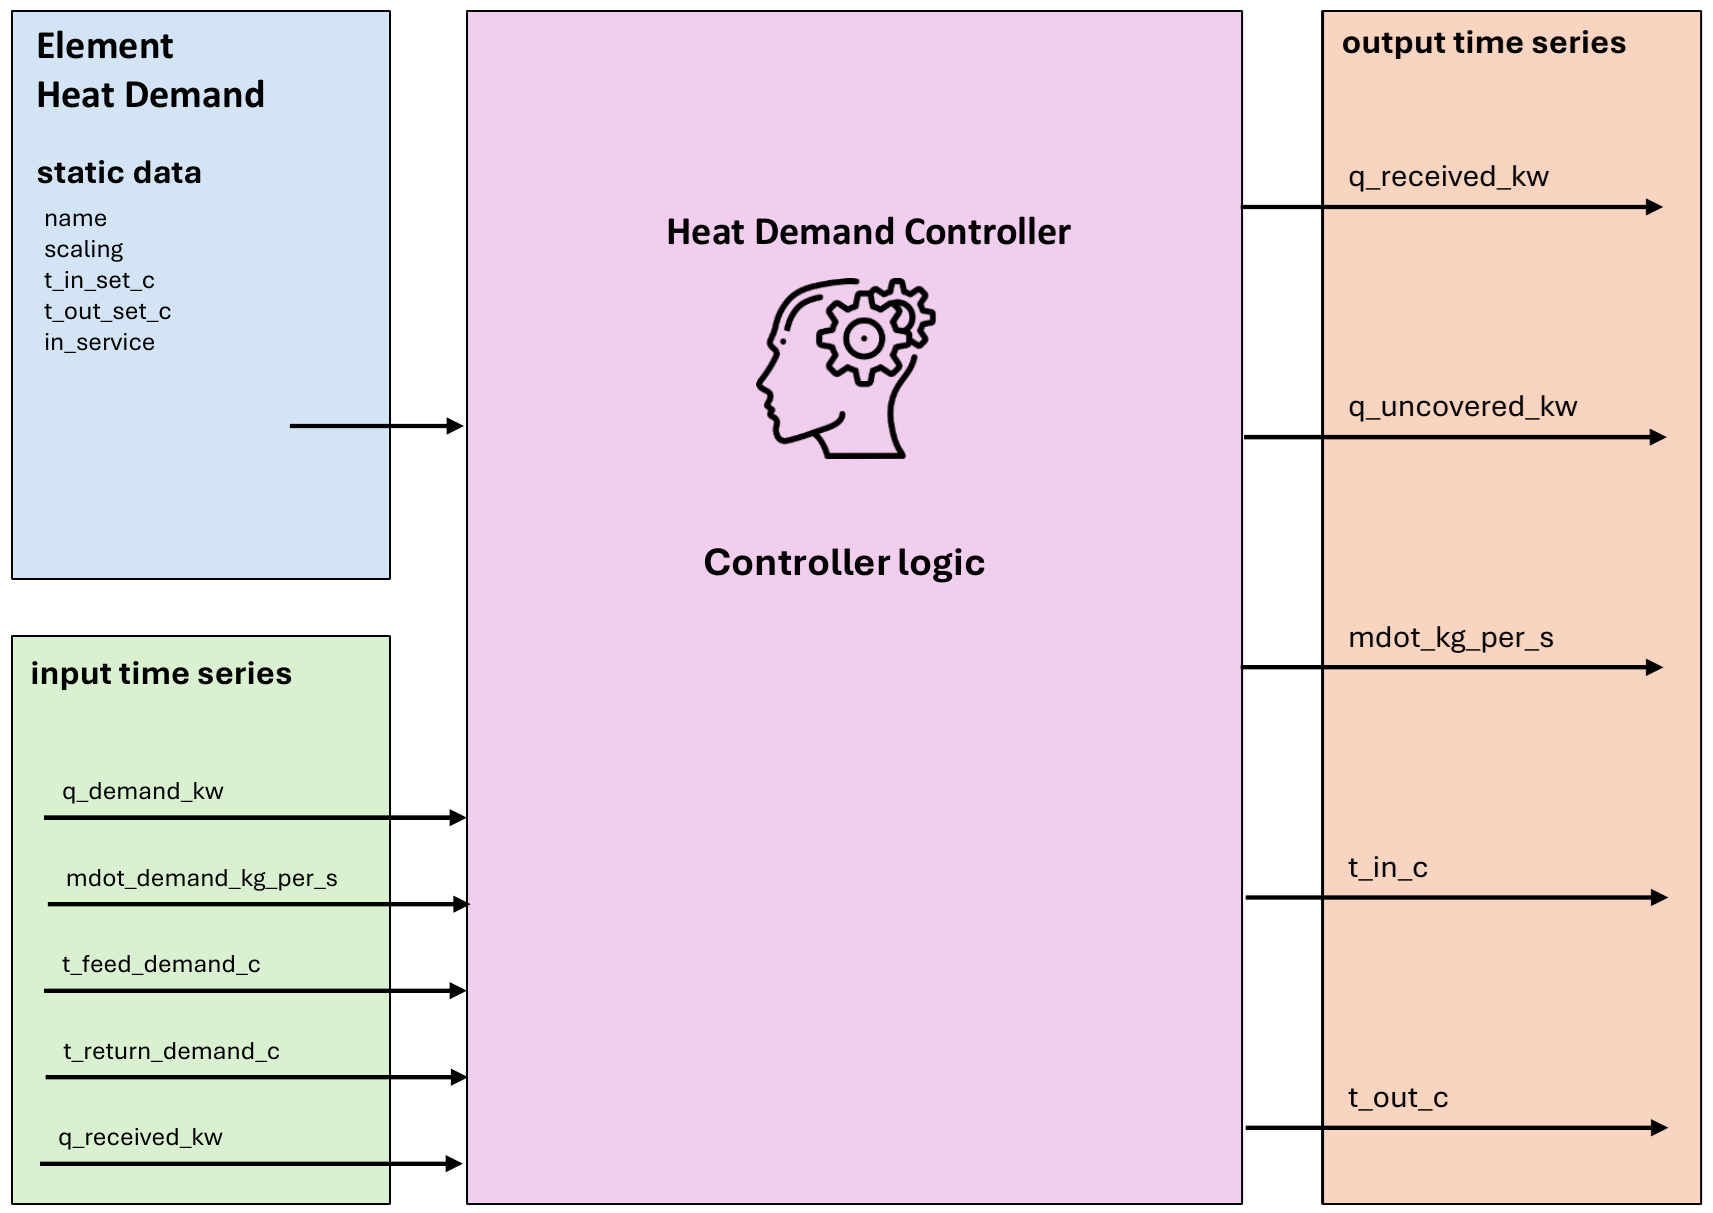 Element
Heat Demand
static data
name
scaling
t_in_set_c
t_out_set_c
in_service
input time series
q_demand_kw
mdot_demand_kg_per_s
t_feed_demand_c
t_return_demand_c
q_received_kw
Heat Demand Controller
Controller logic
output time series
q_received_kw
q_uncovered_kw
mdot_kg_per_s
t_in_c
t_out_c